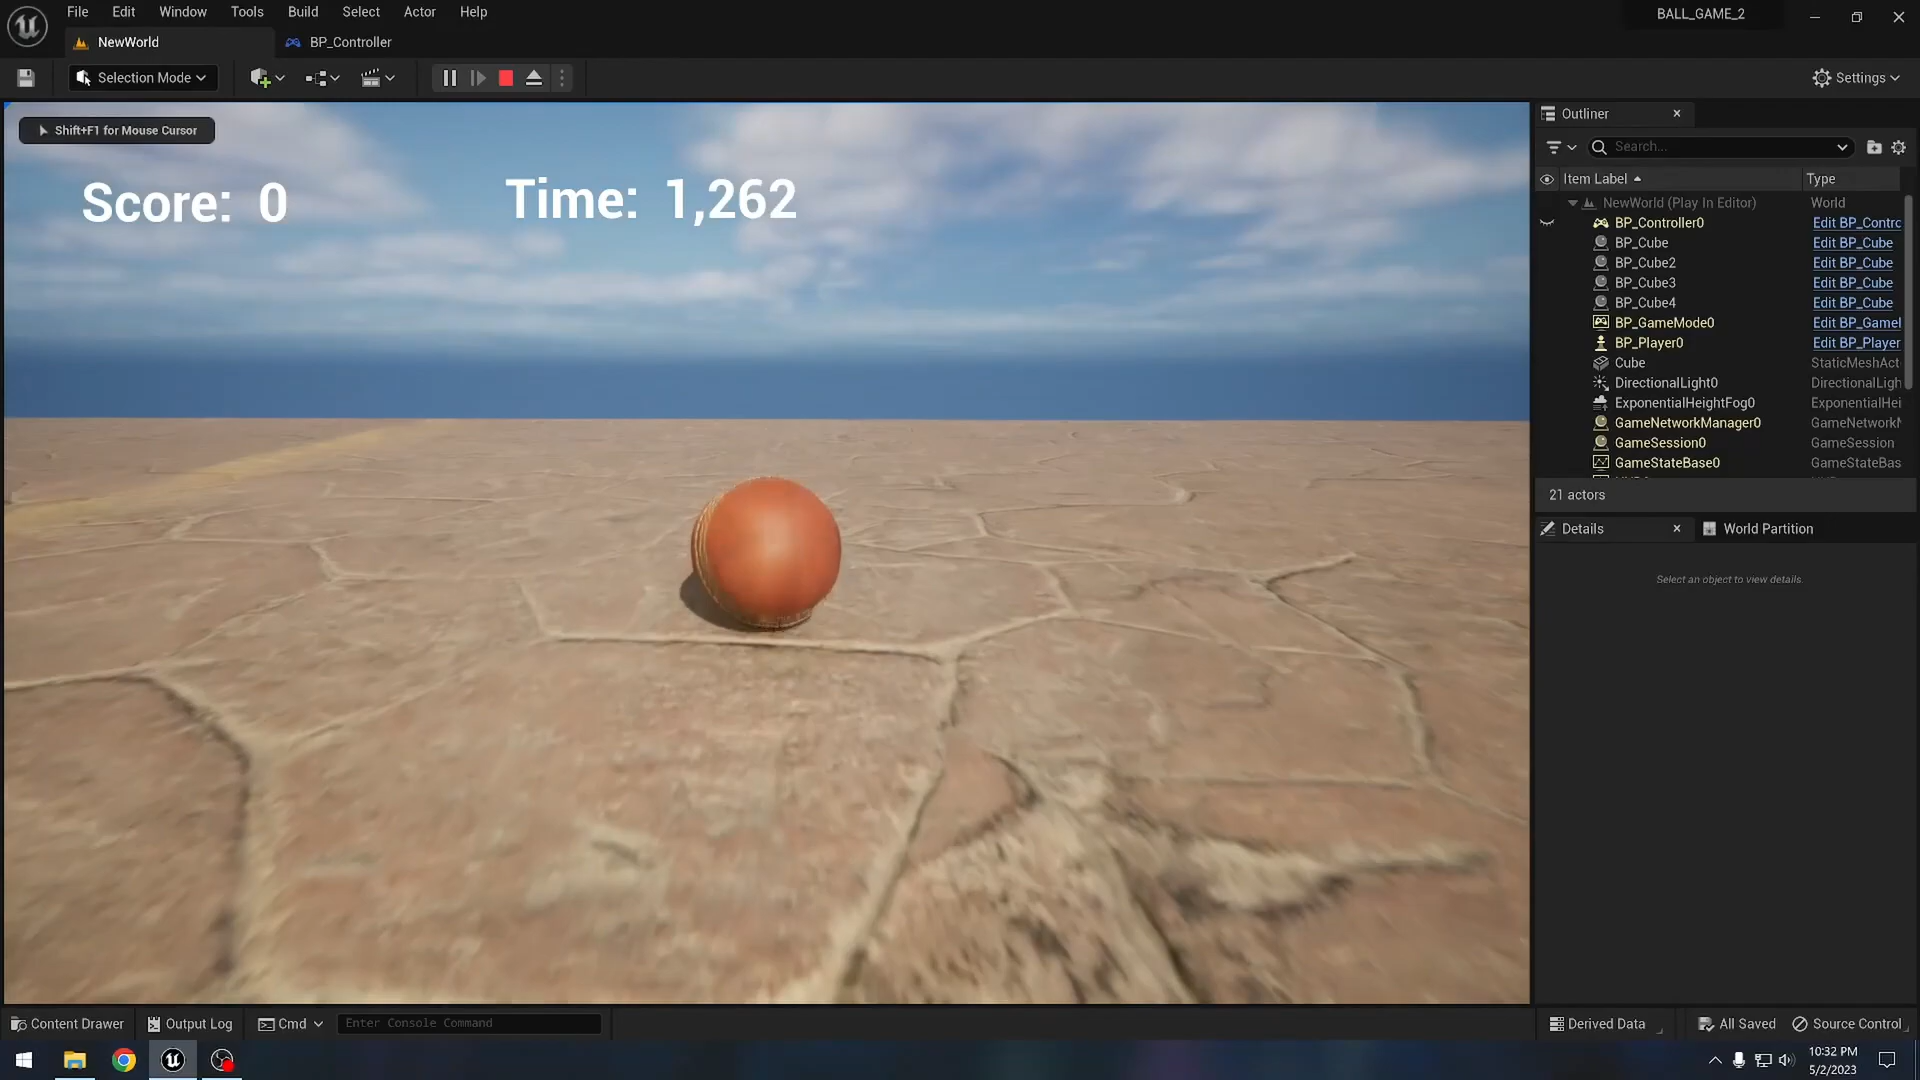 File Edit Window Tools Build Select Actor Help
BALL_GAME_2
NewWorld
BP_Controller
Selection Mode
Settings
Shift+F1 for Mouse Cursor
Score: 0
Time: 1,262
Outliner
Search...
Item Label Type
NewWorld (Play In Editor) World
BP_Controller0 Edit BP_Contrc
BP_Cube Edit BP_Cube
BP_Cube2 Edit BP_Cube
BP_Cube3 Edit BP_Cube
BP_Cube4 Edit BP_Cube
BP_GameMode0 Edit BP_Gamel
BP_Player0 Edit BP_Player
Cube StaticMeshAct
DirectionalLight0 DirectionalLigh
ExponentialHeightFog0 ExponentialHei
GameNetworkManager0 GameNetworkM
GameSession0 GameSession
GameStateBase0 GameStateBas
21 actors
Details
World Partition
Select an object to view details.
Content Drawer
Output Log
Cmd
Enter Console Command
Derived Data
All Saved
Source Control
10:32 PM
5/2/2023